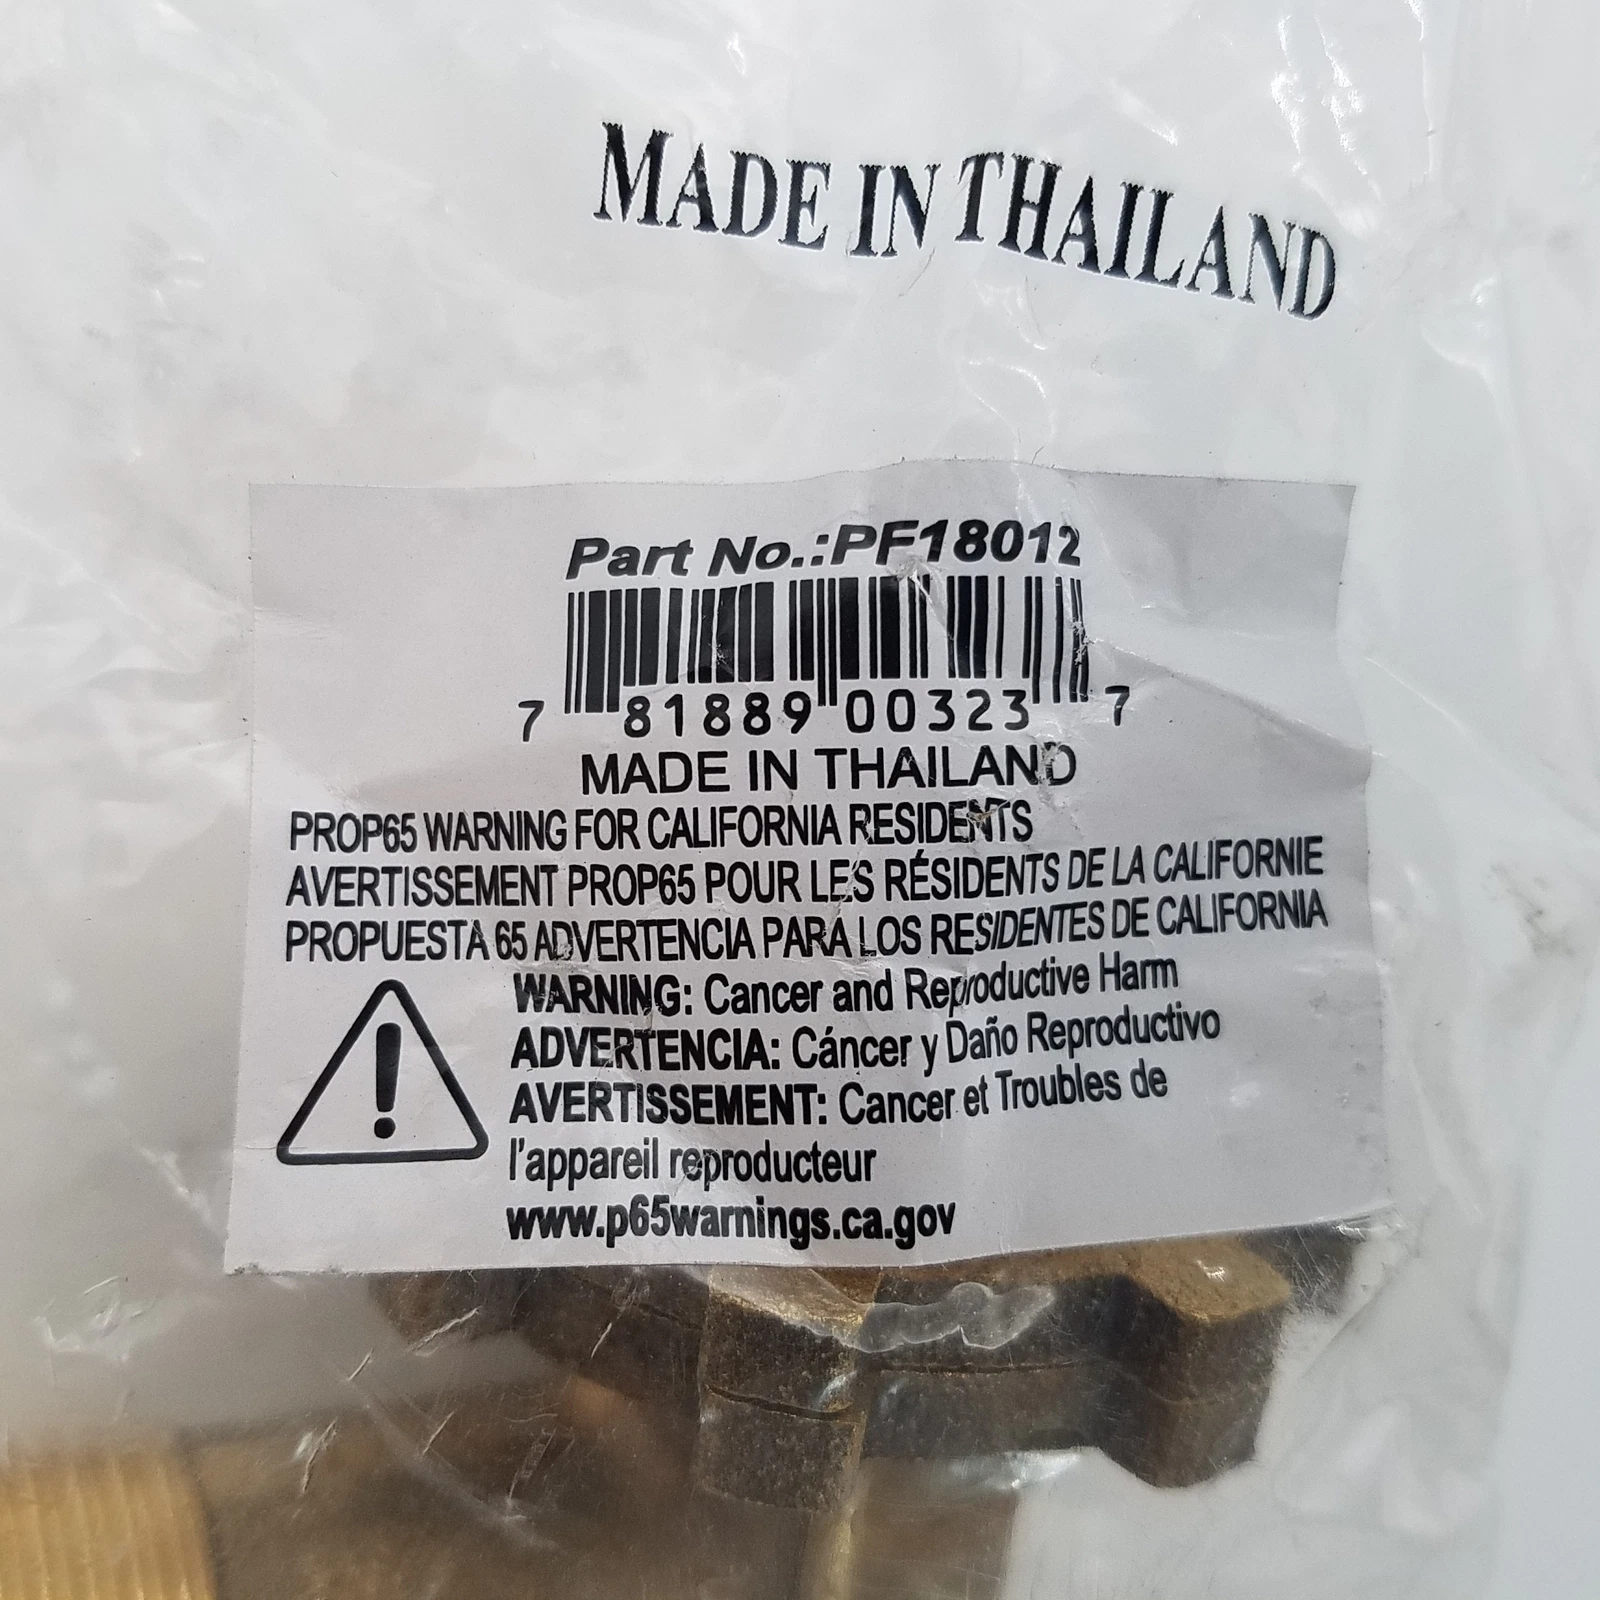 MADE IN THAILAND
Part No.:PF18012
7 81889 00323 7
MADE IN THAILAND
PROP65 WARNING FOR CALIFORNIA RESIDENTS
AVERTISSEMENT PROP65 POUR LES RÉSIDENTS DE LA CALIFORNIE
PROPUESTA 65 ADVERTENCIA PARA LOS RESIDENTES DE CALIFORNIA
WARNING: Cancer and Reproductive Harm
ADVERTENCIA: Cáncer y Daño Reproductivo
AVERTISSEMENT: Cancer et Troubles de
l'appareil reproducteur
www.p65warnings.ca.gov